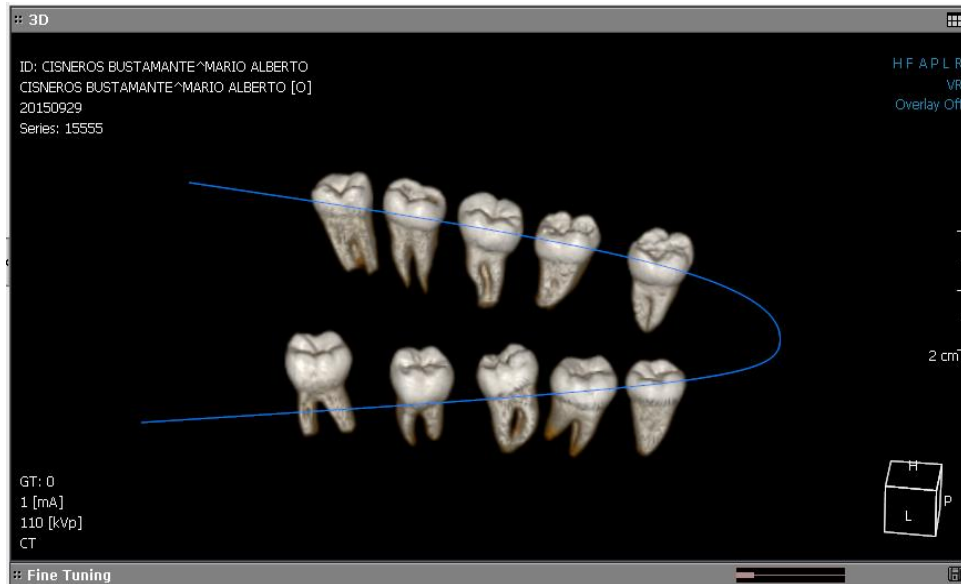 3D
ID: CISNEROS BUSTAMANTE^MARIO ALBERTO
CISNEROS BUSTAMANTE^MARIO ALBERTO [O]
20150929
Series: 15555
H F A P L R
VR
Overlay Off
2 cm
GT: 0
1 [mA]
110 [kVp]
CT
H
P
L
Fine Tuning